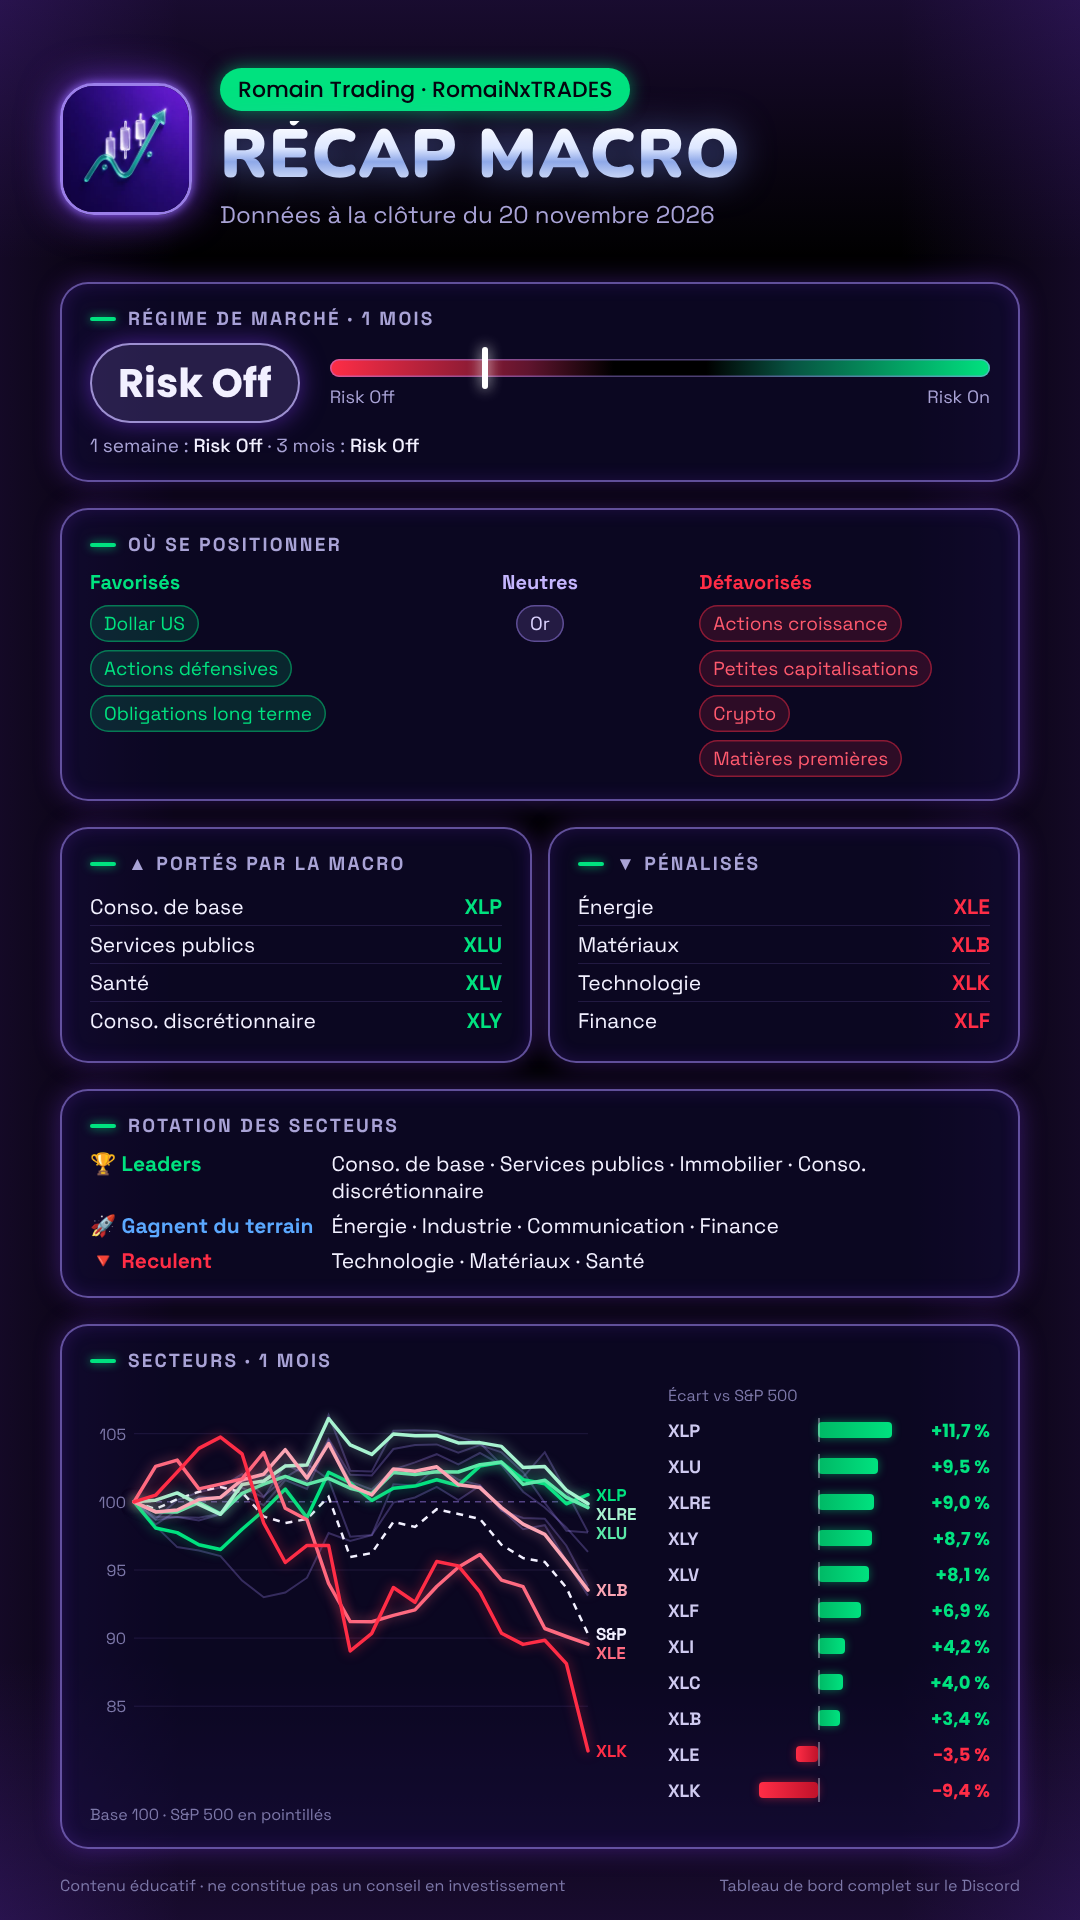 Romain Trading · RomaiNxTRADES
RÉCAP MACRO
Données à la clôture du 20 novembre 2026
RÉGIME DE MARCHÉ · 1 MOIS
Risk Off
Risk Off
Risk On
1 semaine : Risk Off · 3 mois : Risk Off
OÙ SE POSITIONNER
Favorisés
Dollar US
Actions défensives
Obligations long terme
Neutres
Or
Défavorisés
Actions croissance
Petites capitalisations
Crypto
Matières premières
▲ PORTÉS PAR LA MACRO
Conso. de base XLP
Services publics XLU
Santé XLV
Conso. discrétionnaire XLY
▼ PÉNALISÉS
Énergie XLE
Matériaux XLB
Technologie XLK
Finance XLF
ROTATION DES SECTEURS
🏆 Leaders Conso. de base · Services publics · Immobilier · Conso.
discrétionnaire
🚀 Gagnent du terrain Énergie · Industrie · Communication · Finance
🔻 Reculent Technologie · Matériaux · Santé
SECTEURS · 1 MOIS
105
100
95
90
85
XLP
XLRE
XLU
XLB
S&P
XLE
XLK
Base 100 · S&P 500 en pointillés
Écart vs S&P 500
XLP +11,7 %
XLU +9,5 %
XLRE +9,0 %
XLY +8,7 %
XLV +8,1 %
XLF +6,9 %
XLI +4,2 %
XLC +4,0 %
XLB +3,4 %
XLE −3,5 %
XLK −9,4 %
Contenu éducatif · ne constitue pas un conseil en investissement
Tableau de bord complet sur le Discord